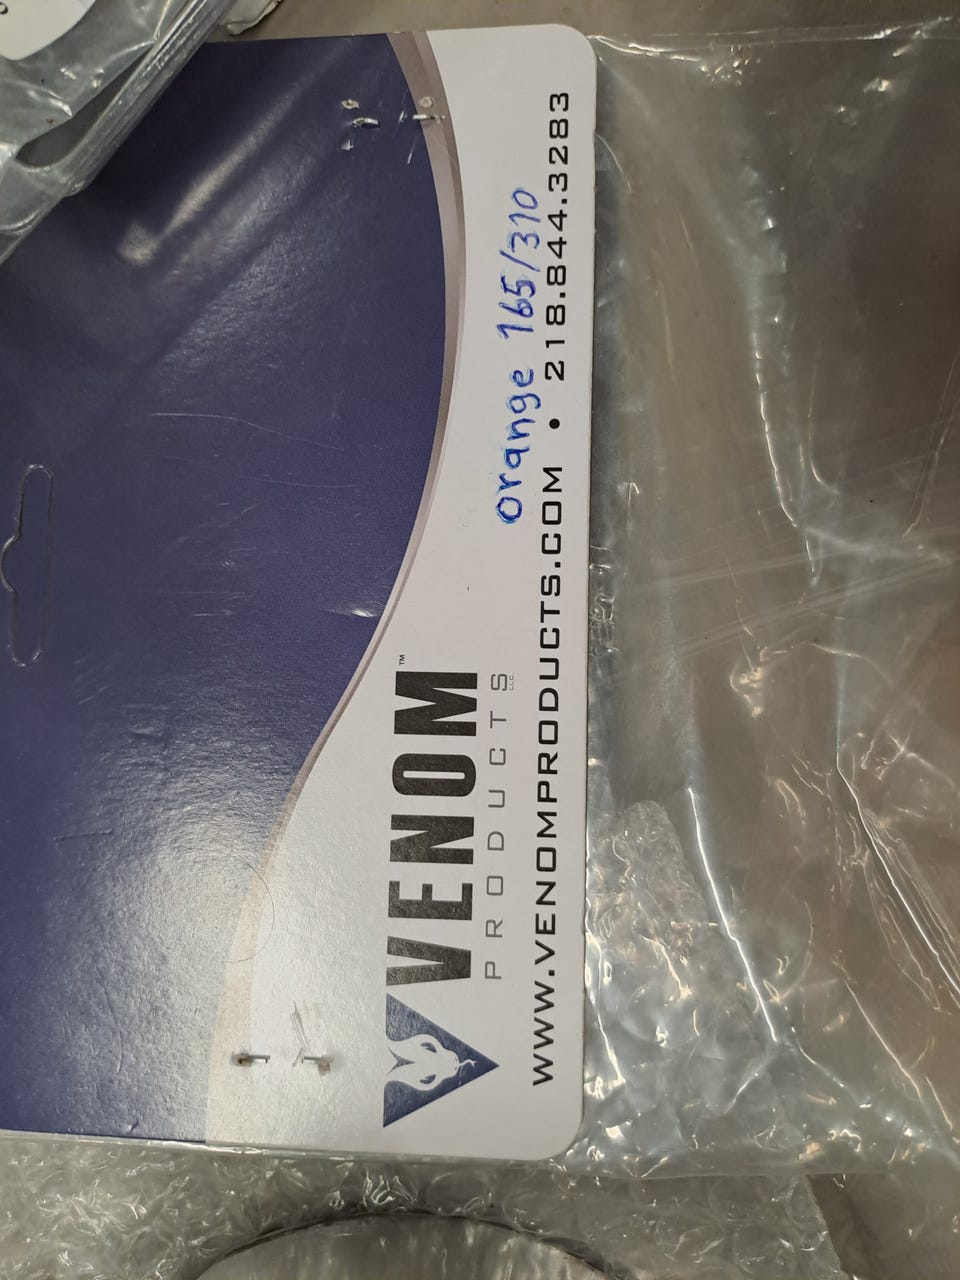 orange 165/310
VENOM™
PRODUCTS LLC.
WWW.VENOMPRODUCTS.COM • 218.844.3283